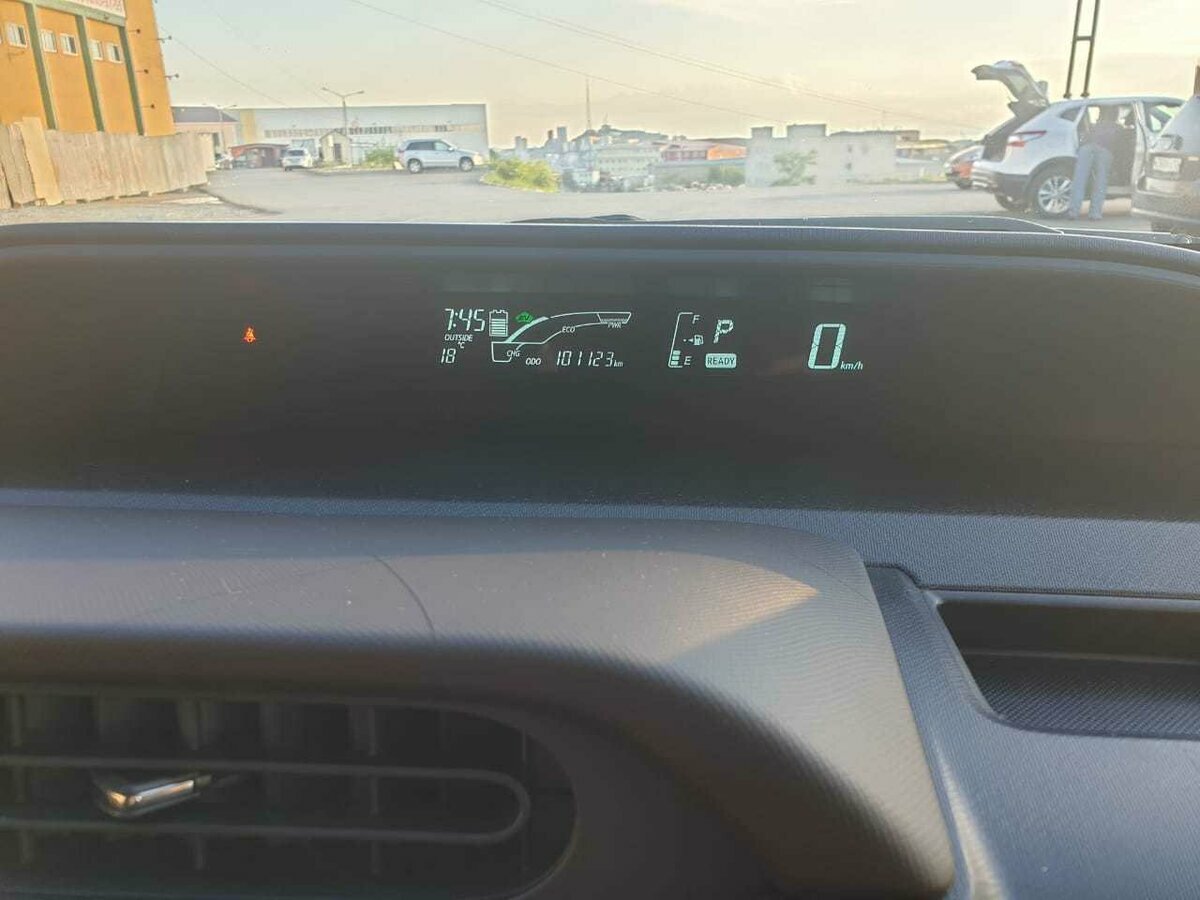 7:45
OUTSIDE
18 °C
ECO
PWR
CHG
ODO 101123 km
F
E
P
READY
0 km/h